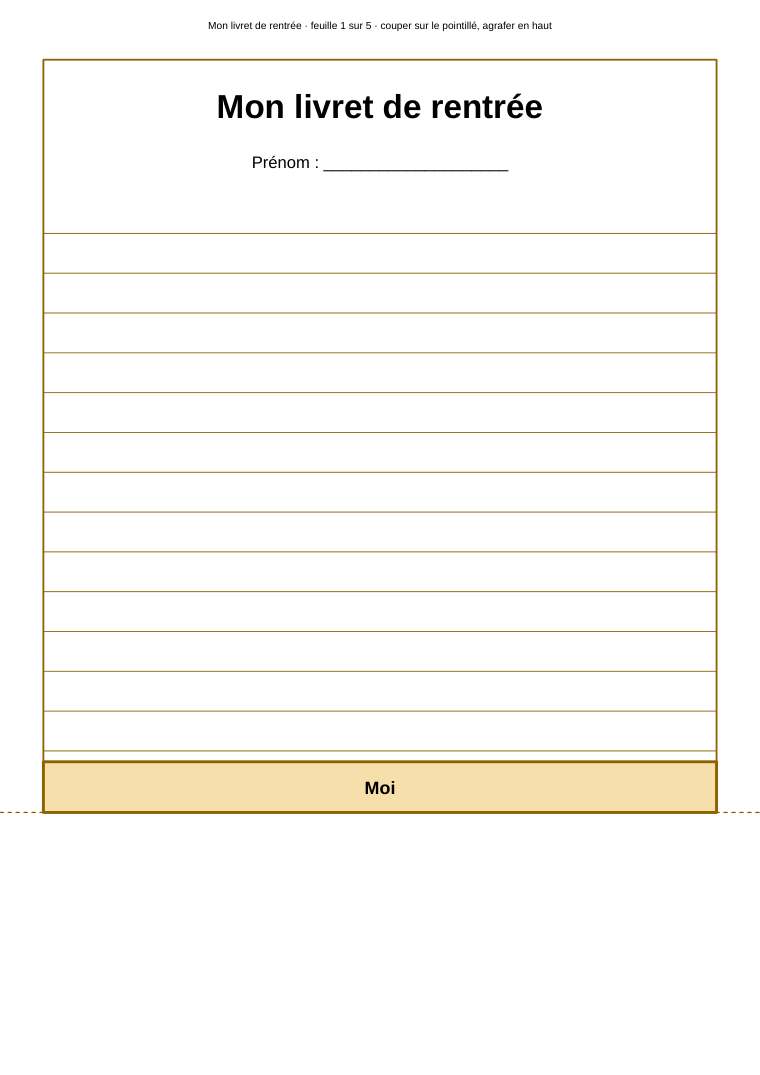 Mon livret de rentrée · feuille 1 sur 5 · couper sur le pointillé, agrafer en haut
Mon livret de rentrée
Prénom : ____________________
Moi